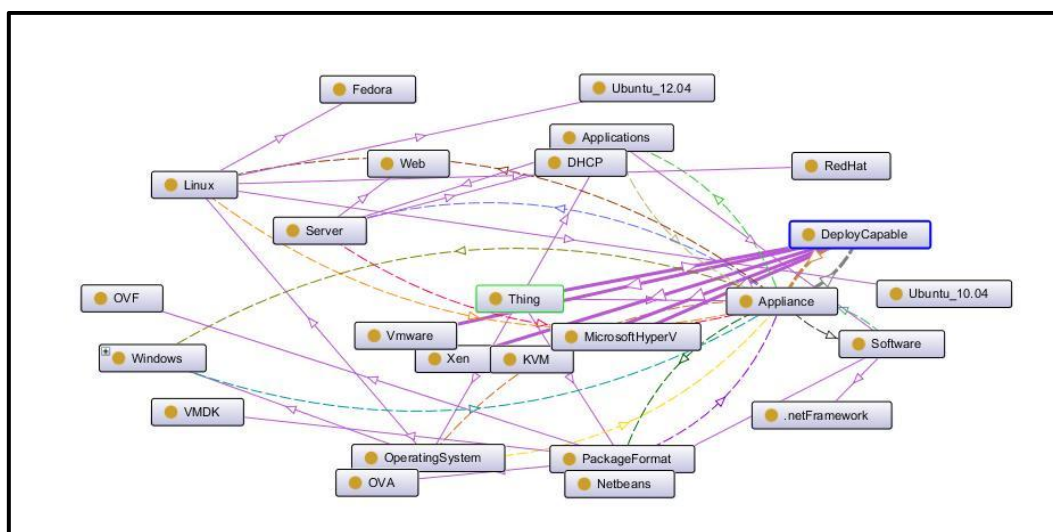 Fedora
Ubuntu_12.04
Applications
Web
DHCP
RedHat
Linux
Server
DeployCapable
OVF
Thing
Appliance
Ubuntu_10.04
Vmware
MicrosoftHyperV
Windows
Xen
KVM
Software
VMDK
.netFramework
OperatingSystem
PackageFormat
OVA
Netbeans